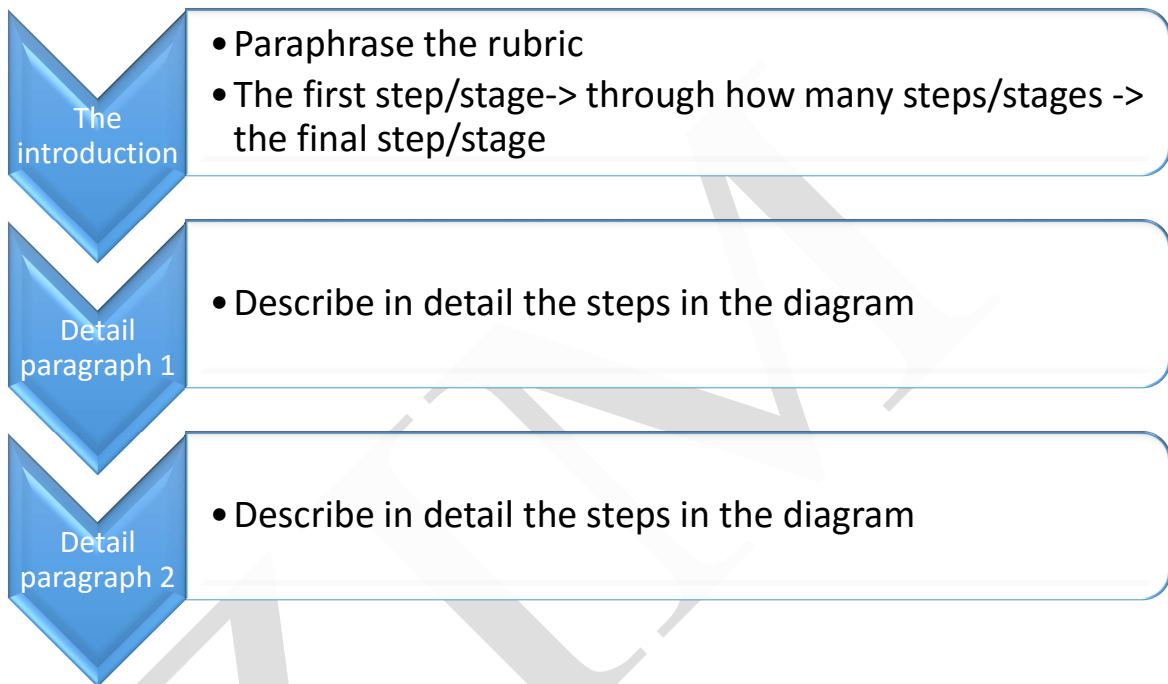 The
introduction
• Paraphrase the rubric
• The first step/stage-> through how many steps/stages ->
the final step/stage
Detail
paragraph 1
• Describe in detail the steps in the diagram
Detail
paragraph 2
• Describe in detail the steps in the diagram
ZIM